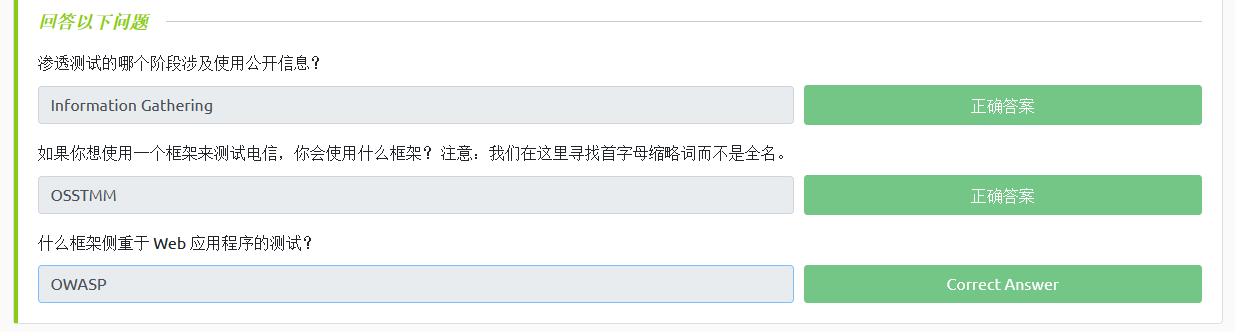 回答以下问题
渗透测试的哪个阶段涉及使用公开信息？
Information Gathering
正确答案
如果你想使用一个框架来测试电信，你会使用什么框架？注意：我们在这里寻找首字母缩略词而不是全名。
OSSTMM
正确答案
什么框架侧重于 Web 应用程序的测试？
OWASP
Correct Answer